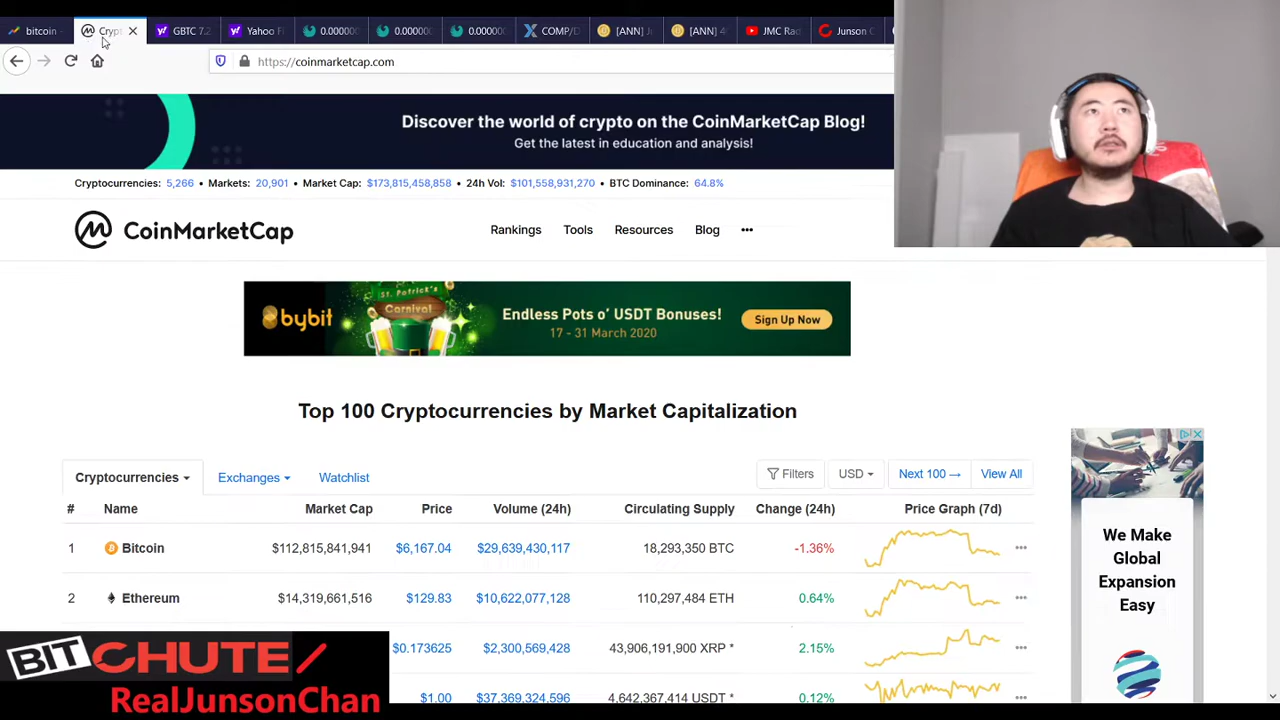 bitcoin
Crypt
GBTC 7.2
Yahoo F
0.000000
0.00000
0.00000
COMP/D
[ANN] J
[ANN] 4
JMC Rad
Junson C
https://coinmarketcap.com
Discover the world of crypto on the CoinMarketCap Blog!
Get the latest in education and analysis!
Cryptocurrencies: 5,266 • Markets: 20,901 • Market Cap: $173,815,458,858 • 24h Vol: $101,558,931,270 • BTC Dominance: 64.8%
CoinMarketCap
Rankings Tools Resources Blog •••
St. Patrick's
Carnival
bybit
Endless Pots o' USDT Bonuses!
17 - 31 March 2020
Sign Up Now
Top 100 Cryptocurrencies by Market Capitalization
Cryptocurrencies Exchanges Watchlist Filters USD Next 100 → View All
# Name Market Cap Price Volume (24h) Circulating Supply Change (24h) Price Graph (7d)
1 Bitcoin $112,815,841,941 $6,167.04 $29,639,430,117 18,293,350 BTC -1.36%
2 Ethereum $14,319,661,516 $129.83 $10,622,077,128 110,297,484 ETH 0.64%
$0.173625 $2,300,569,428 43,906,191,900 XRP * 2.15%
$1.00 $37,369,324,596 4,642,367,414 USDT * 0.12%
We Make
Global
Expansion
Easy
BITCHUTE/
RealJunsonChan